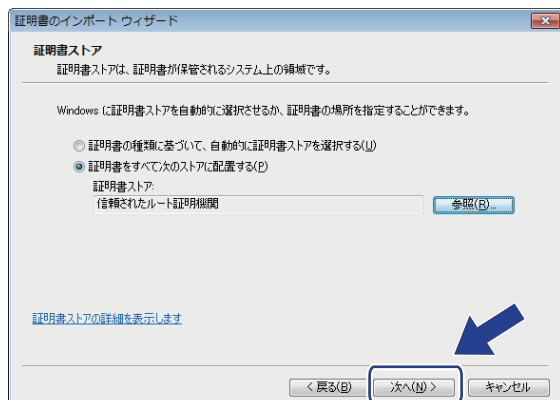 証明書のインポート ウィザード
証明書ストア
証明書ストアは、証明書が保管されるシステム上の領域です。
Windows に証明書ストアを自動的に選択させるか、証明書の場所を指定することができます。
証明書の種類に基づいて、自動的に証明書ストアを選択する(U)
証明書をすべて次のストアに配置する(P)
証明書ストア:
信頼されたルート証明機関
参照(R)...
証明書ストアの詳細を表示します
< 戻る(B)
次へ(N) >
キャンセル